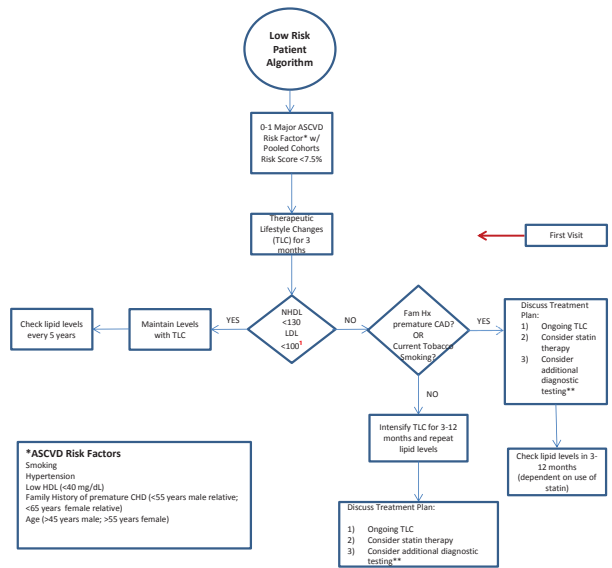 Low Risk
Patient
Algorithm
0-1 Major ASCVD
Risk Factor* w/
Pooled Cohorts
Risk Score <7.5%
Therapeutic
Lifestyle Changes
(TLC) for 3
months
First Visit
NHDL
<130
LDL
<100¹
YES
Maintain Levels
with TLC
Check lipid levels
every 5 years
NO
Fam Hx
premature CAD?
OR
Current Tobacco
Smoking?
YES
Discuss Treatment
Plan:
1) Ongoing TLC
2) Consider statin
therapy
3) Consider
additional
diagnostic
testing**
NO
Intensify TLC for 3-12
months and repeat
lipid levels
Check lipid levels in 3-
12 months
(dependent on use of
statin)
*ASCVD Risk Factors
Smoking
Hypertension
Low HDL (<40 mg/dL)
Family History of premature CHD (<55 years male relative;
<65 years female relative)
Age (>45 years male; >55 years female)
Discuss Treatment Plan:
1) Ongoing TLC
2) Consider statin therapy
3) Consider additional diagnostic
testing**